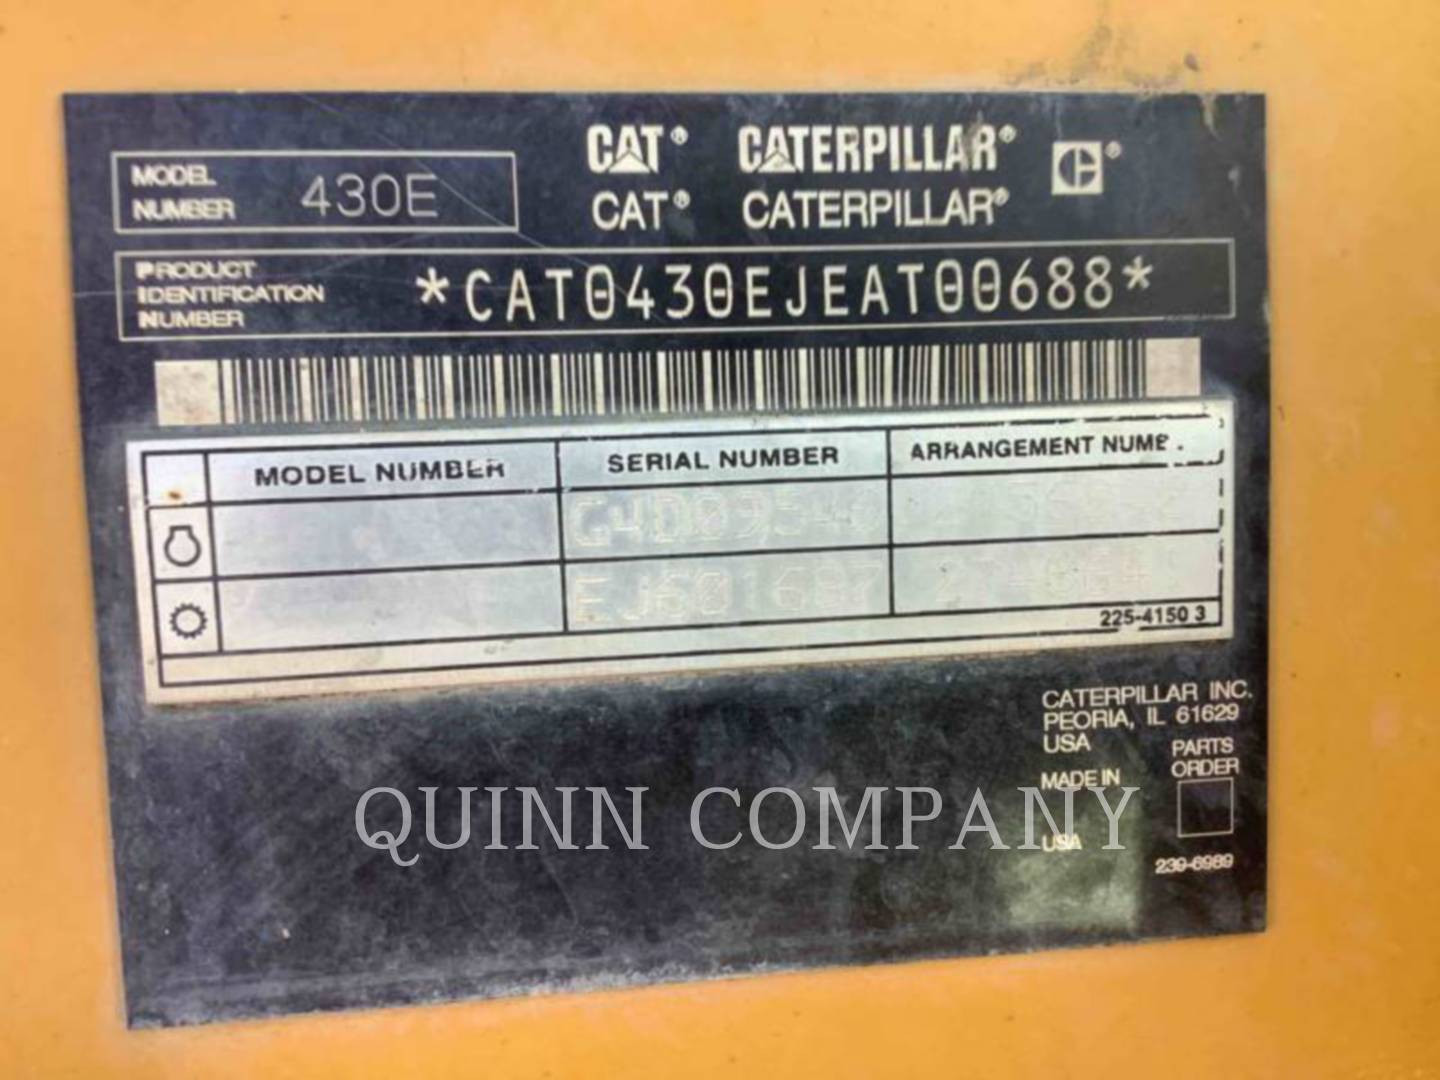 MODEL NUMBER 430E
CAT® CATERPILLAR® ®
CAT® CATERPILLAR®
PRODUCT IDENTIFICATION NUMBER *CAT0430EJEAT00688*
MODEL NUMBER SERIAL NUMBER ARRANGEMENT
225-4150 3
CATERPILLAR INC.
PEORIA, IL 61629
USA
PARTS
ORDER
MADE IN
USA
239-6989
QUINN COMPANY